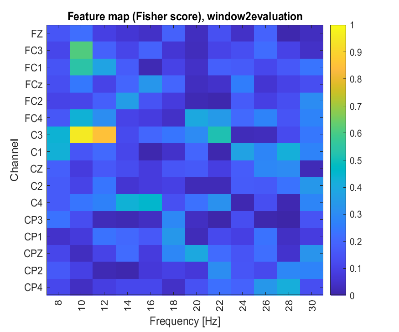 Feature map (Fisher score), window2evaluation
Channel
FZ
FC3
FC1
FCz
FC2
FC4
C3
C1
CZ
C2
C4
CP3
CP1
CPZ
CP2
CP4
8 10 12 14 16 18 20 22 24 26 28 30
Frequency [Hz]
1
0.9
0.8
0.7
0.6
0.5
0.4
0.3
0.2
0.1
0